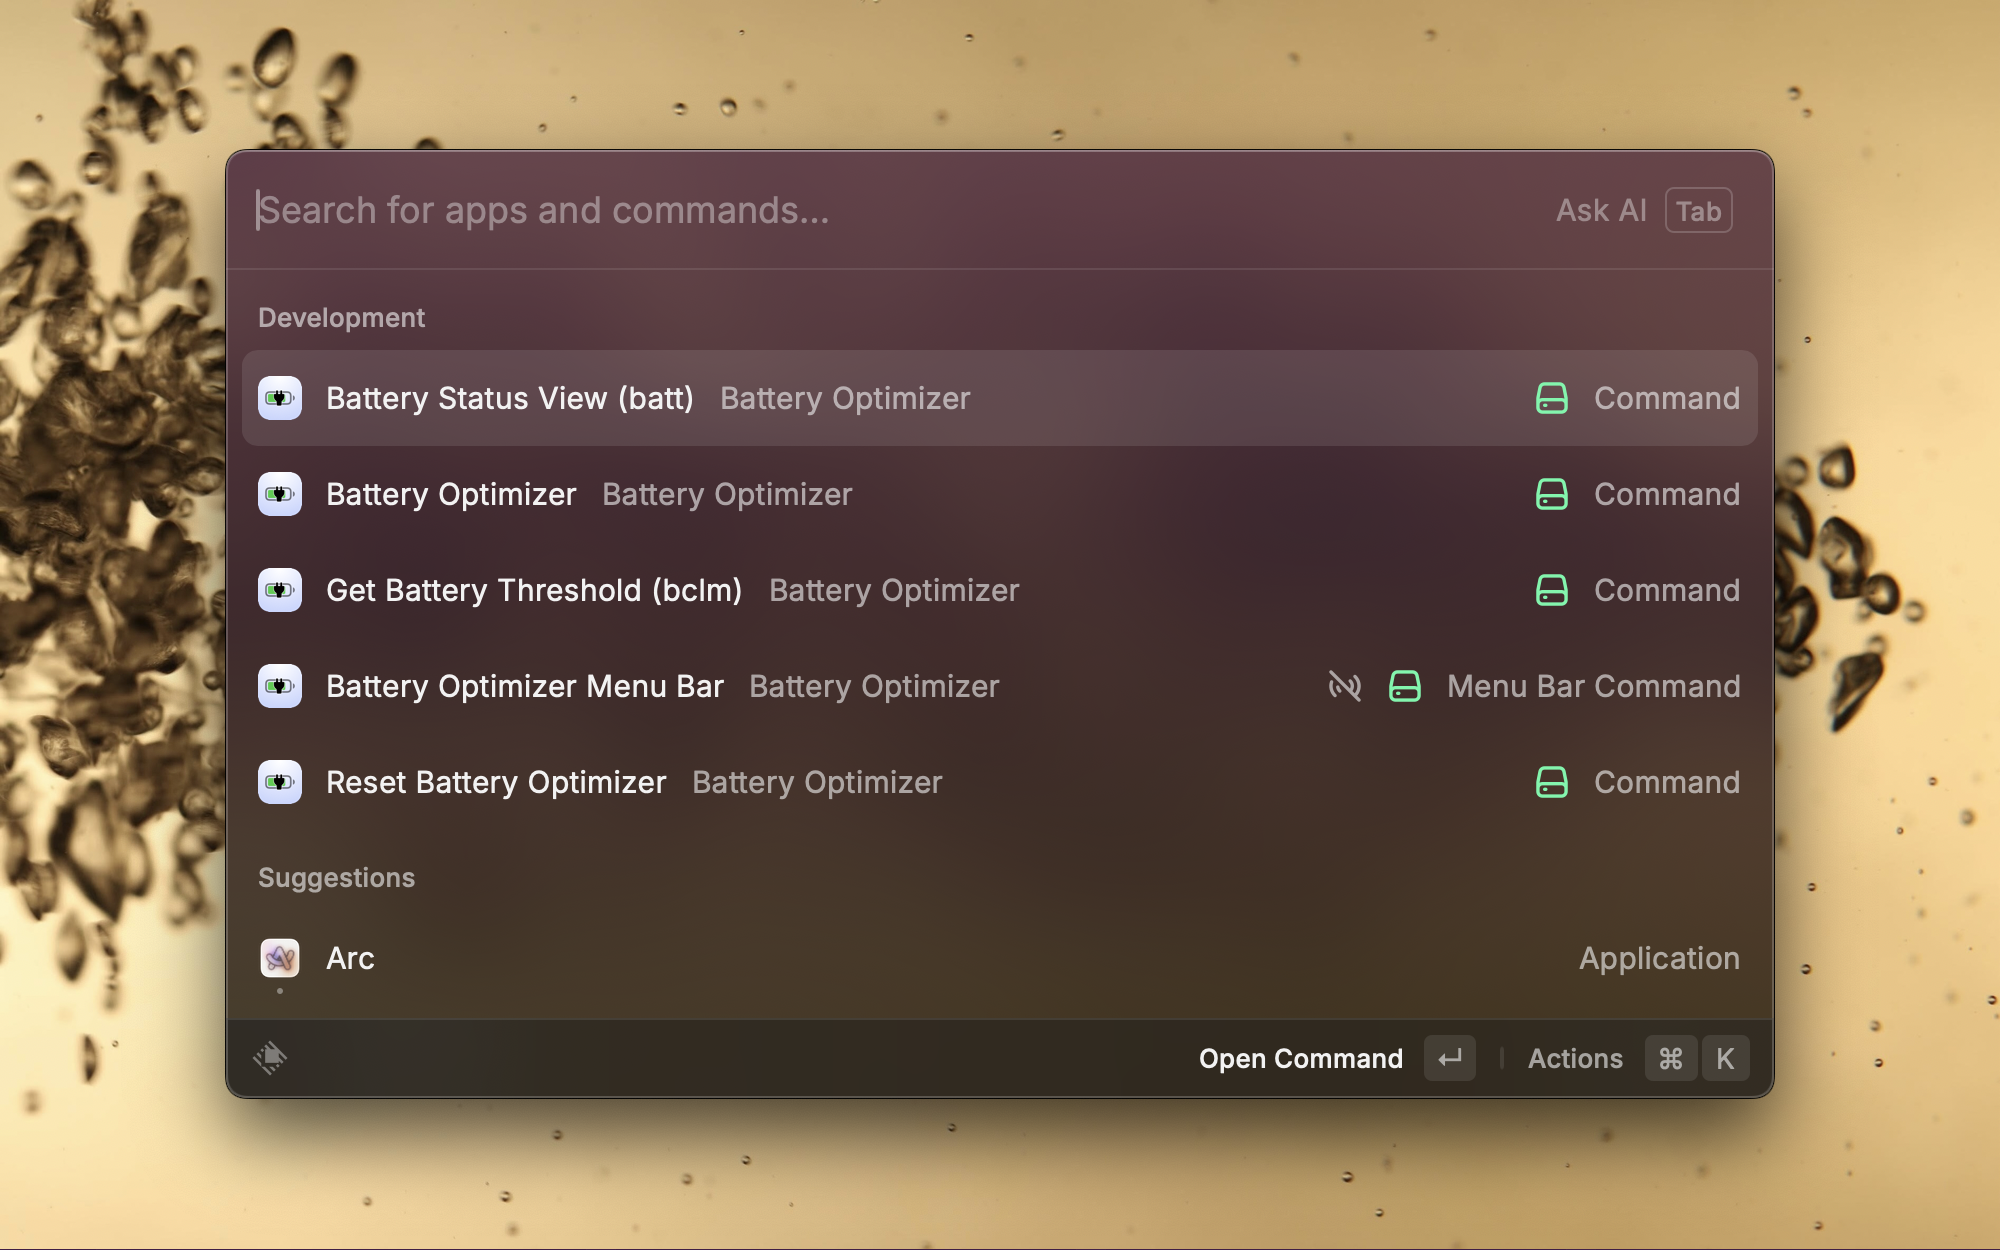 Search for apps and commands...
Ask AI Tab
Development
Battery Status View (batt) Battery Optimizer Command
Battery Optimizer Battery Optimizer Command
Get Battery Threshold (bclm) Battery Optimizer Command
Battery Optimizer Menu Bar Battery Optimizer Menu Bar Command
Reset Battery Optimizer Battery Optimizer Command
Suggestions
Arc Application
Open Command ↵ Actions ⌘ K